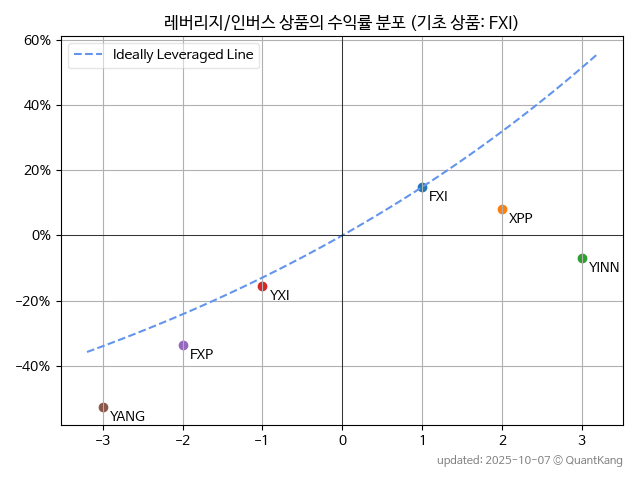 레버리지/인버스 상품의 수익률 분포 (기초 상품: FXI)
60%
Ideally Leveraged Line
40%
20%
FXI
XPP
0%
YINN
YXI
−20%
FXP
−40%
YANG
−3 −2 −1 0 1 2 3
updated: 2025-10-07 © QuantKang